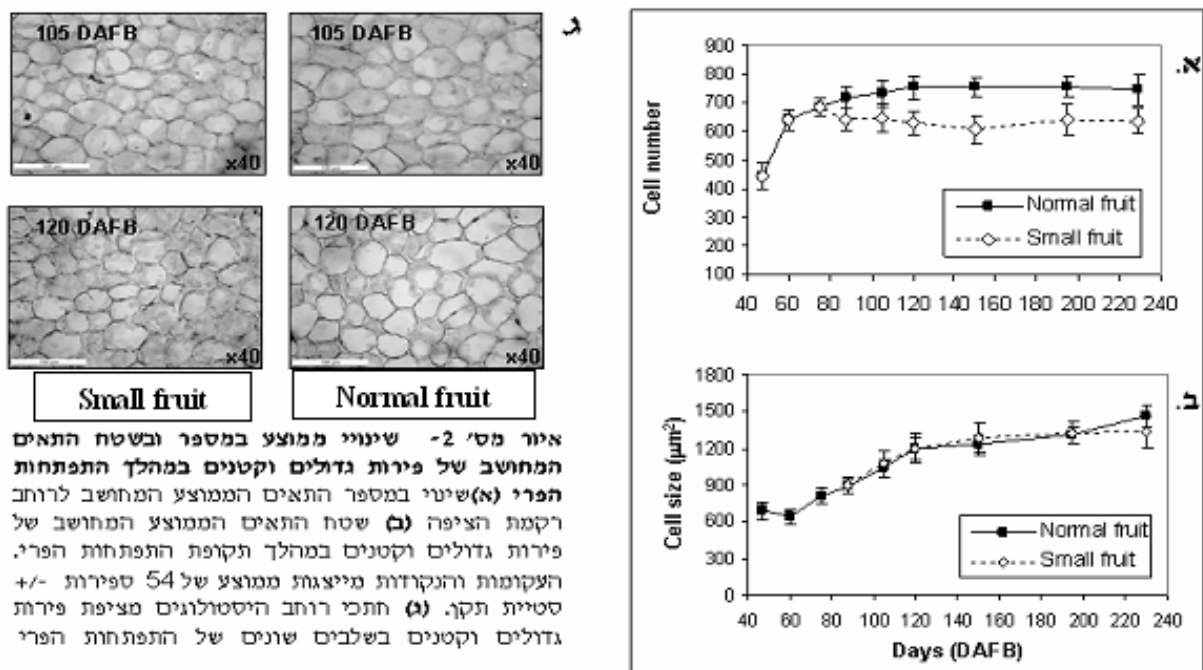 105 DAFB
x40
105 DAFB
x40
ג.
120 DAFB
x40
120 DAFB
x40
Small fruit
Normal fruit
איור מס' 2- שינויי ממוצע במספר ובשטח התאים
המחושב של פירות גדולים וקטנים במהלך התפתחות
הפרי (א) שינוי במספר התאים הממוצע המחושב לרוחב
רקמת הציפה (ב) שטח התאים הממוצע המחושב של
פירות גדולים וקטנים במהלך תקופת התפתחות הפרי.
העקומות והנקודות מייצגות ממוצע של 54 ספירות -/+
סטיית תקן. (ג) חתכי רוחב היסטולוגים מציפת פירות
גדולים וקטנים בשלבים שונים של התפתחות הפרי
א.
Cell number
900
800
700
600
500
400
300
200
100
Normal fruit
Small fruit
40 60 80 100 120 140 160 180 200 220 240
ב.
Cell size (µm²)
1800
1500
1200
900
600
300
0
Normal fruit
Small fruit
40 60 80 100 120 140 160 180 200 220 240
Days (DAFB)